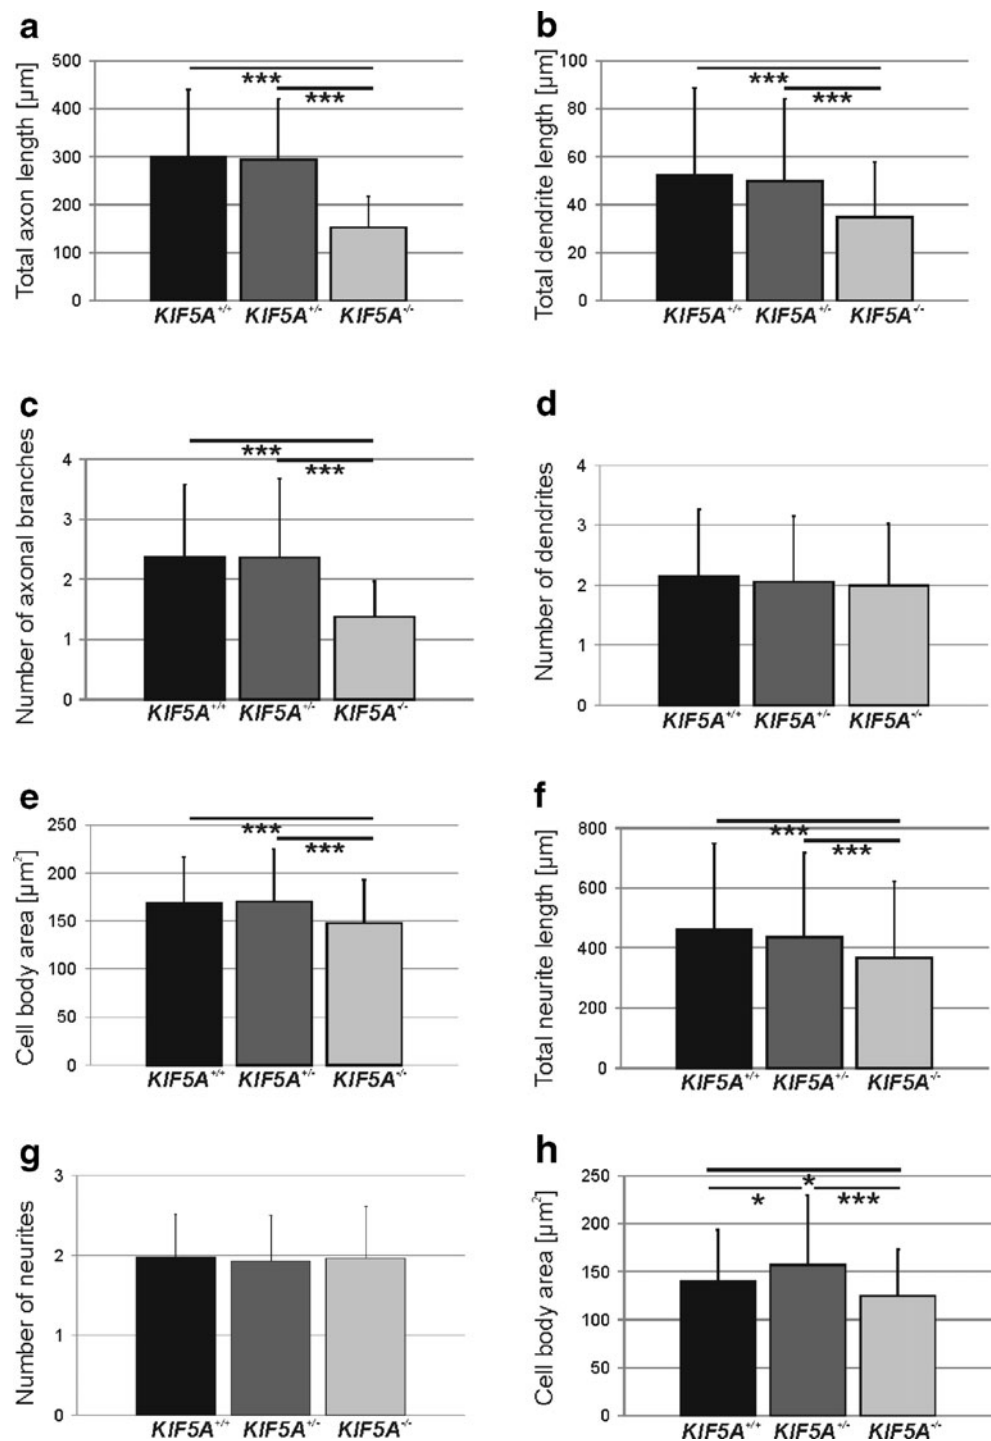 a
Total axon length [µm]
500
400
300
200
100
0
***
***
KIF5A+/+ KIF5A+/- KIF5A-/-
b
Total dendrite length [µm]
100
80
60
40
20
0
***
***
KIF5A+/+ KIF5A+/- KIF5A-/-
c
Number of axonal branches
4
3
2
1
0
***
***
KIF5A+/+ KIF5A+/- KIF5A-/-
d
Number of dendrites
4
3
2
1
0
KIF5A+/+ KIF5A+/- KIF5A-/-
e
Cell body area [µm²]
250
200
150
100
50
0
***
***
KIF5A+/+ KIF5A+/- KIF5A-/-
f
Total neurite length [µm]
800
600
400
200
0
***
***
KIF5A+/+ KIF5A+/- KIF5A-/-
g
Number of neurites
3
2
1
0
KIF5A+/+ KIF5A+/- KIF5A-/-
h
Cell body area [µm²]
250
200
150
100
50
0
*
* ***
KIF5A+/+ KIF5A+/- KIF5A-/-